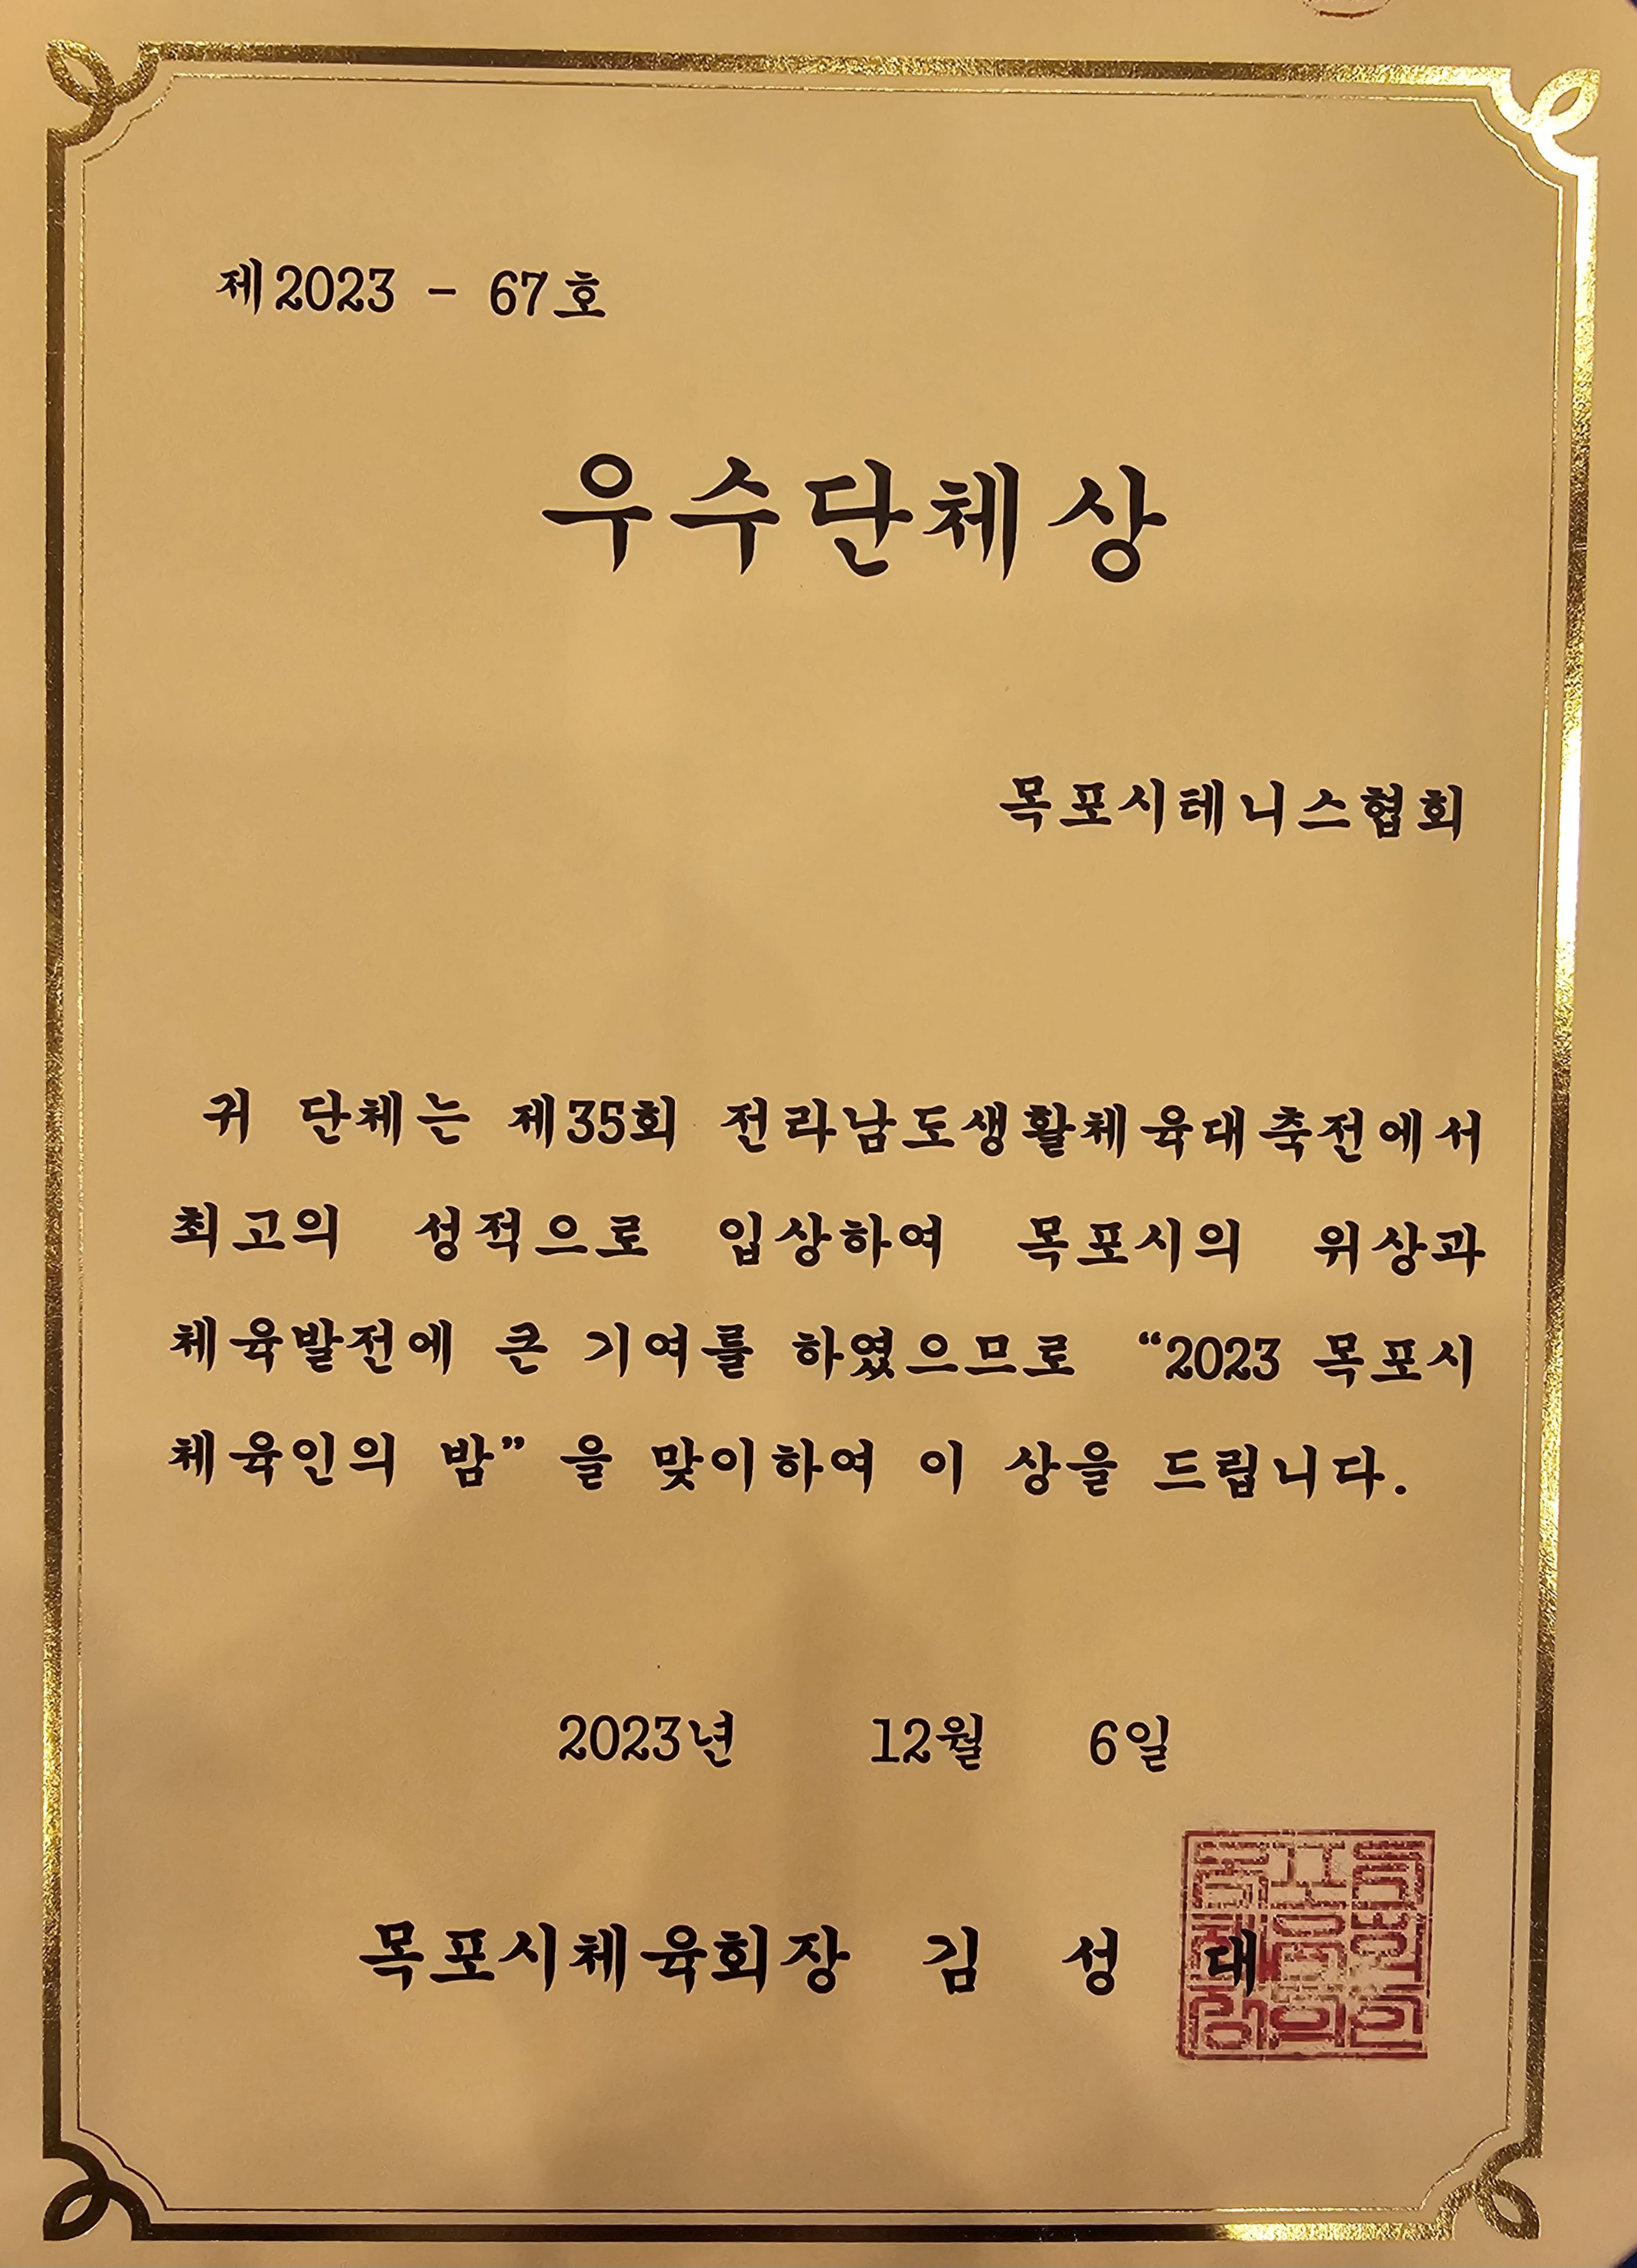 제2023 - 67호
우수단체상
목포시테니스협회
귀 단체는 제35회 전라남도생활체육대축전에서
최고의 성적으로 입상하여 목포시의 위상과
체육발전에 큰 기여를 하였으므로 “2023 목포시
체육인의 밤” 을 맞이하여 이 상을 드립니다.
2023년 12월 6일
목포시체육회장 김 성 대